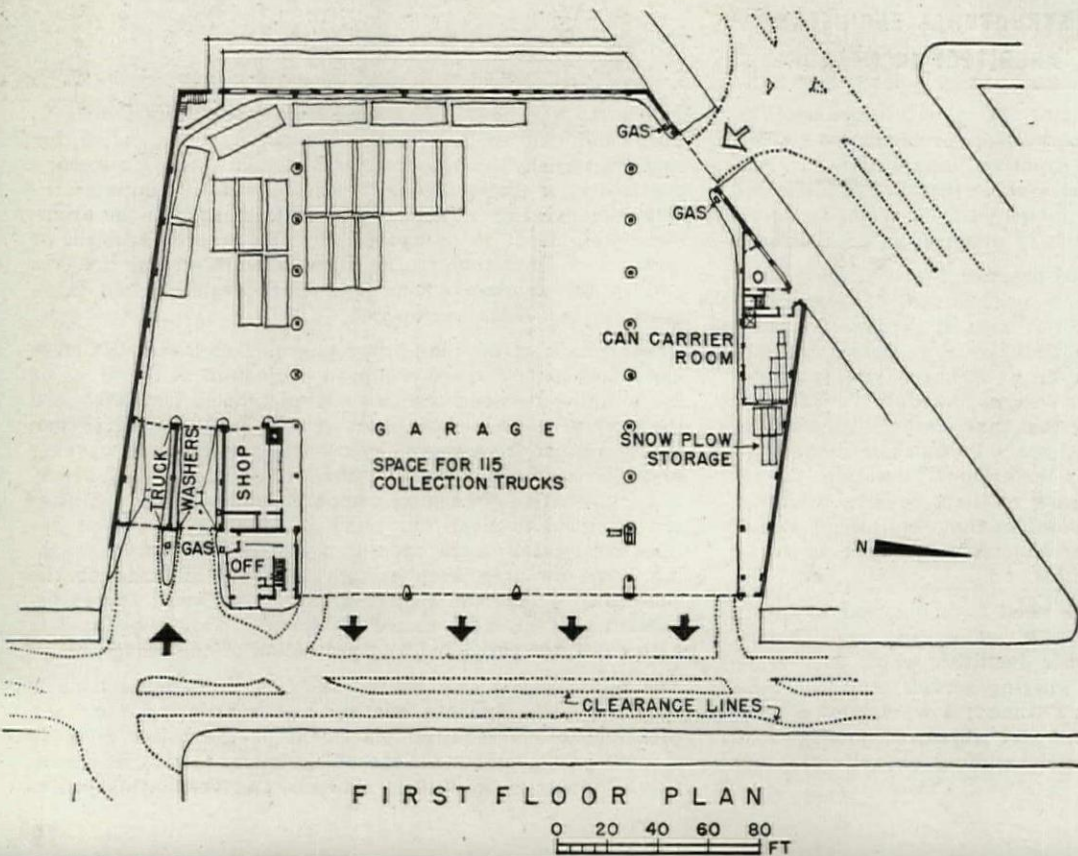 GAS
GAS
O
CAN CARRIER
ROOM
GARAGE
SPACE FOR 115
COLLECTION TRUCKS
SNOW PLOW
STORAGE
TRUCK
WASHERS
SHOP
GAS
OFF
N
CLEARANCE LINES
FIRST FLOOR PLAN
0 20 40 60 80
FT